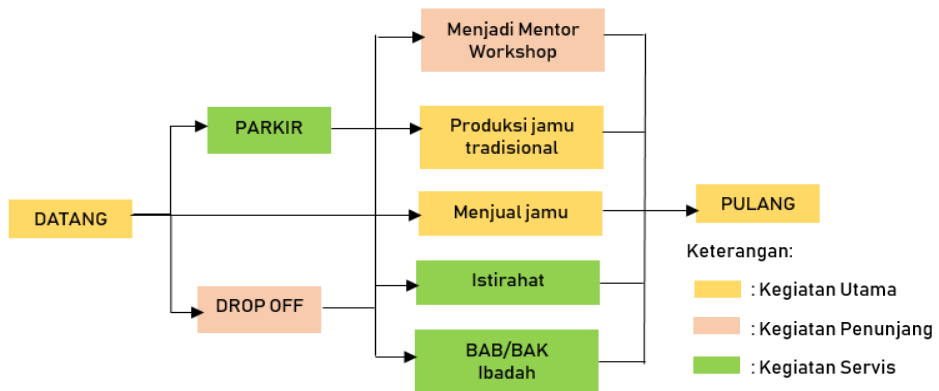 Menjadi Mentor
Workshop
PARKIR
Produksi jamu
tradisional
DATANG
Menjual jamu
PULANG
DROP OFF
Istirahat
BAB/BAK
Ibadah
Keterangan:
: Kegiatan Utama
: Kegiatan Penunjang
: Kegiatan Servis